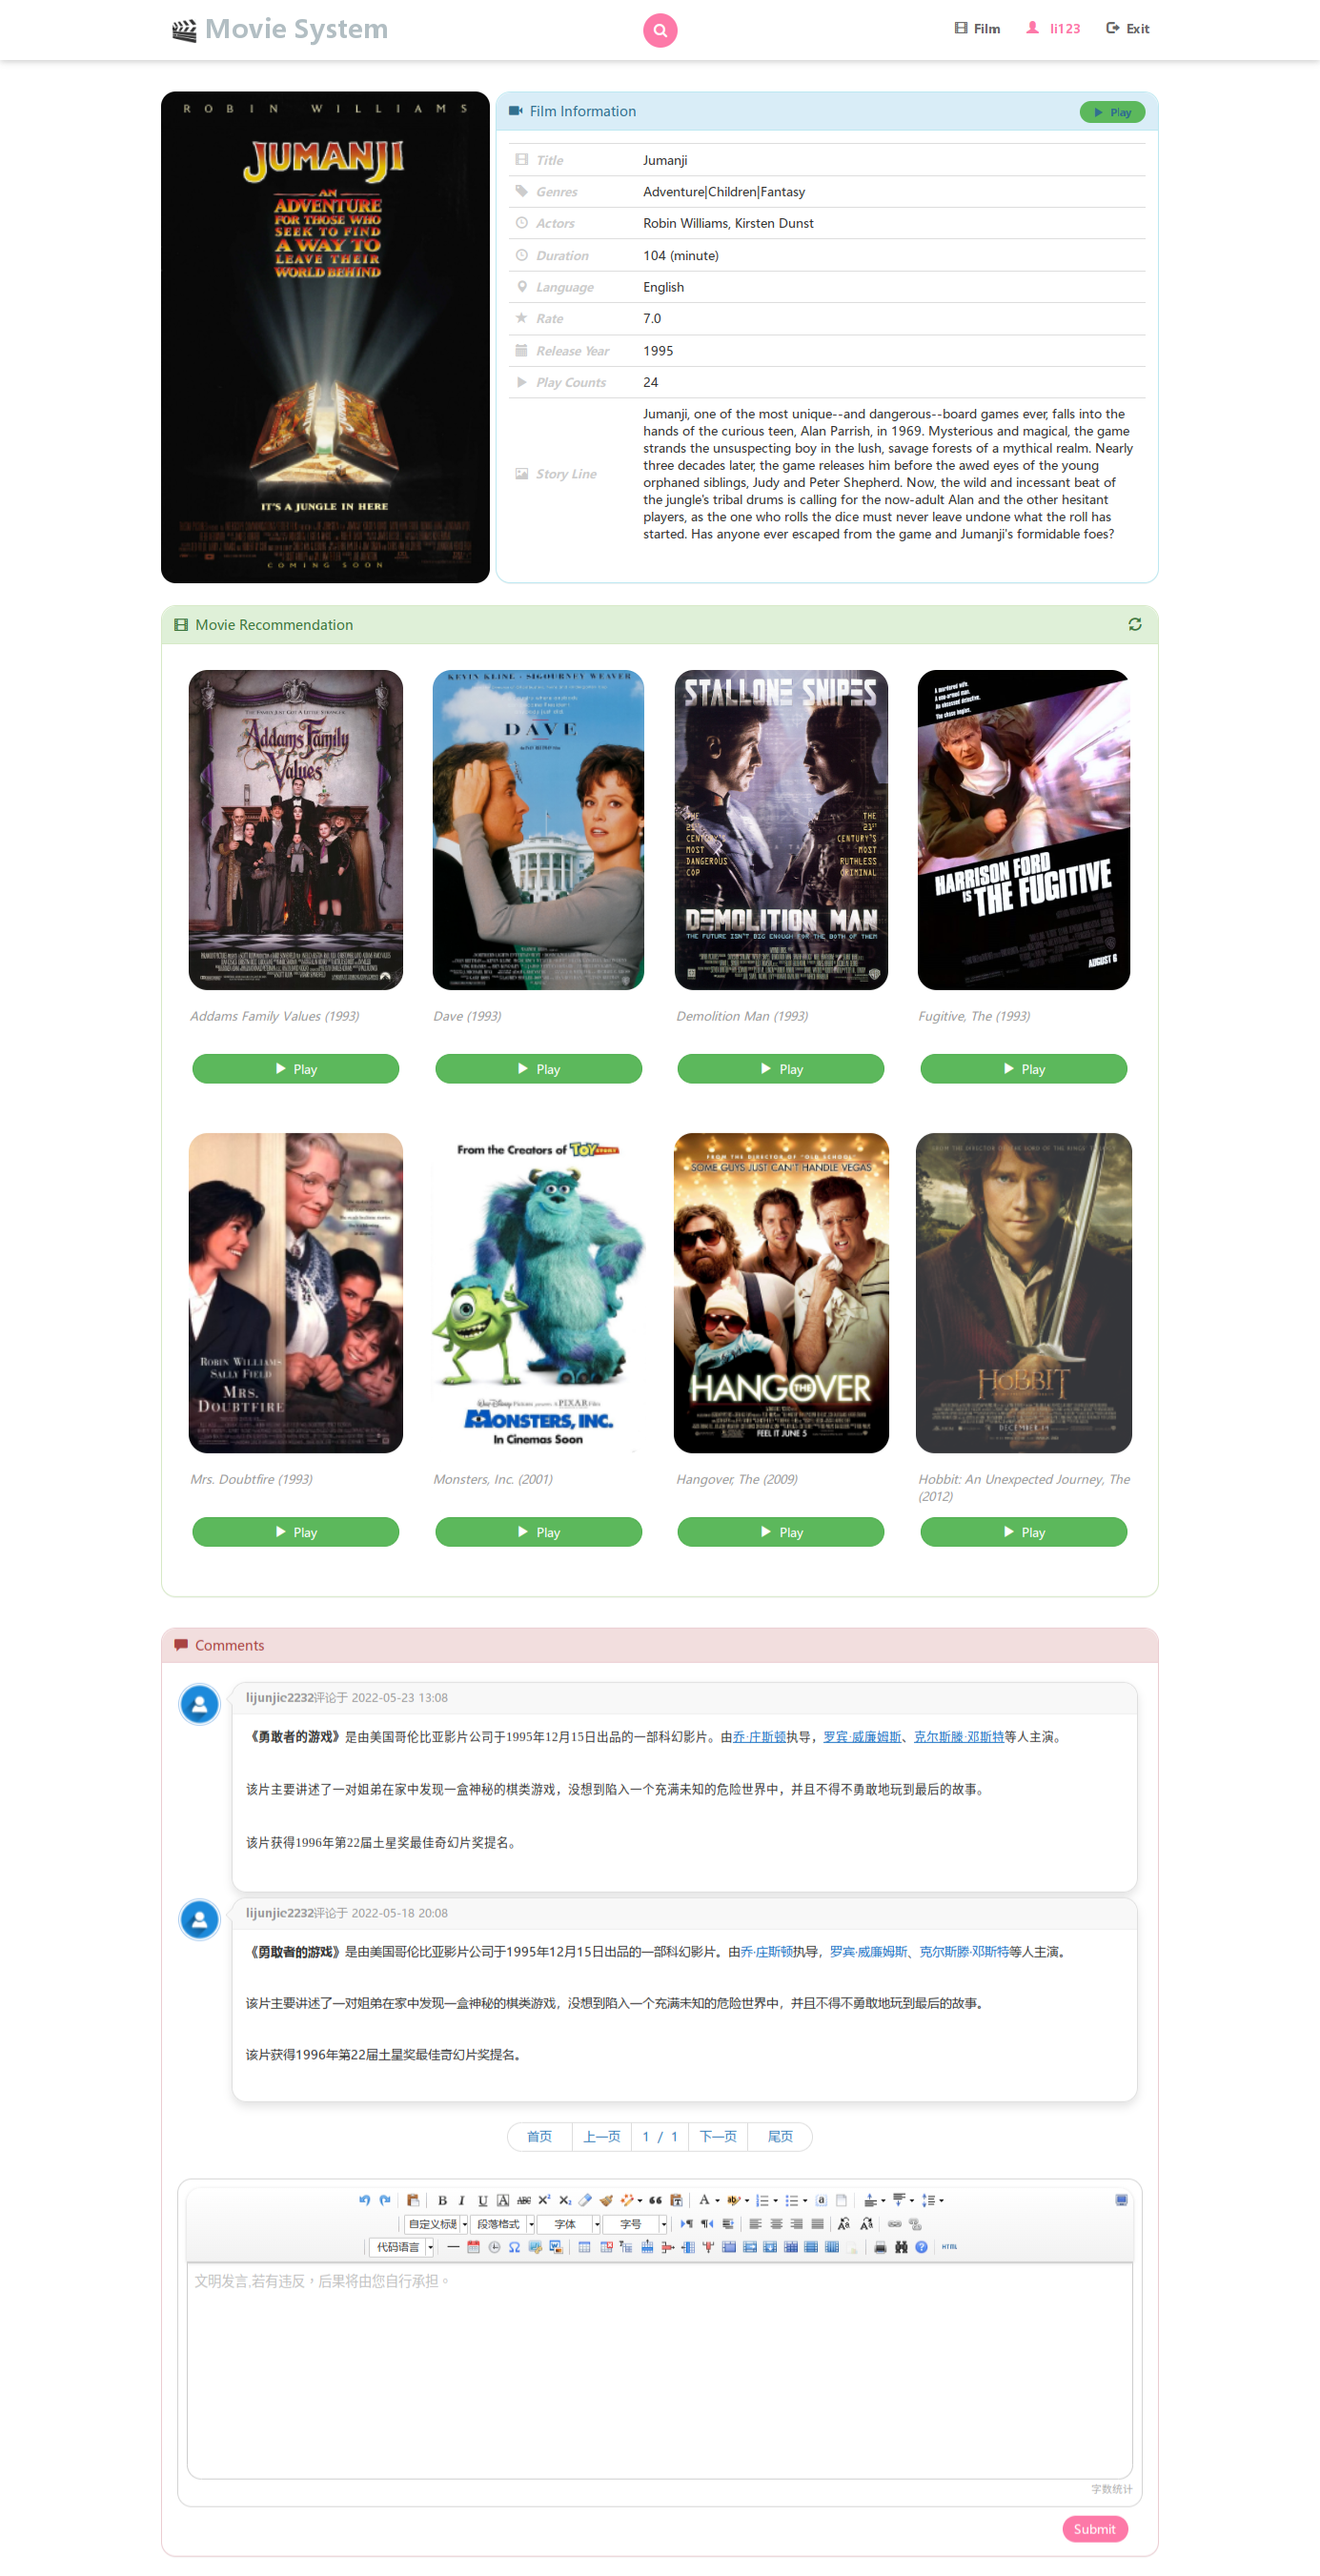 Movie System
Film
li123
Exit
ROBIN WILLIAMS
JUMANJI
AN
ADVENTURE
FOR THOSE WHO
SEEK TO FIND
A WAY TO
LEAVE THEIR
WORLD BEHIND
IT'S A JUNGLE IN HERE
COMING SOON
Film Information
Play
Title Jumanji
Genres Adventure|Children|Fantasy
Actors Robin Williams, Kirsten Dunst
Duration 104 (minute)
Language English
Rate 7.0
Release Year 1995
Play Counts 24
Story Line
Jumanji, one of the most unique--and dangerous--board games ever, falls into the
hands of the curious teen, Alan Parrish, in 1969. Mysterious and magical, the game
strands the unsuspecting boy in the lush, savage forests of a mythical realm. Nearly
three decades later, the game releases him before the awed eyes of the young
orphaned siblings, Judy and Peter Shepherd. Now, the wild and incessant beat of
the jungle's tribal drums is calling for the now-adult Alan and the other hesitant
players, as the one who rolls the dice must never leave undone what the roll has
started. Has anyone ever escaped from the game and Jumanji's formidable foes?
Movie Recommendation
Addams Family
Values
KEVIN KLINE · SIGOURNEY WEAVER
DAVE
STALLONE SNIPES
THE
21ST
CENTURY'S
MOST
DANGEROUS
COP
THE
21ST
CENTURY'S
MOST
RUTHLESS
CRIMINAL
DEMOLITION MAN
THE FUTURE ISN'T BIG ENOUGH FOR THE BOTH OF THEM
A murdered wife.
A one-armed man.
An obsessed detective.
The chase begins.
HARRISON FORD
IS THE FUGITIVE
AUGUST 6
Addams Family Values (1993)
Dave (1993)
Demolition Man (1993)
Fugitive, The (1993)
Play
Play
Play
Play
ROBIN WILLIAMS
SALLY FIELD
MRS.
DOUBTFIRE
From the Creators of TOY STORY
PIXAR
MONSTERS, INC.
In Cinemas Soon
FROM THE DIRECTOR OF "OLD SCHOOL"
SOME GUYS JUST CAN'T HANDLE VEGAS
THE HANGOVER
FEEL IT JUNE 5
HOBBIT
DECEMBER 14
Mrs. Doubtfire (1993)
Monsters, Inc. (2001)
Hangover, The (2009)
Hobbit: An Unexpected Journey, The
(2012)
Play
Play
Play
Play
Comments
lijunjie2232评论于 2022-05-23 13:08
《勇敢者的游戏》是由美国哥伦比亚影片公司于1995年12月15日出品的一部科幻影片。由乔·庄斯顿执导，罗宾·威廉姆斯、克尔斯滕·邓斯特等人主演。
该片主要讲述了一对姐弟在家中发现一盒神秘的棋类游戏，没想到陷入一个充满未知的危险世界中，并且不得不勇敢地玩到最后的故事。
该片获得1996年第22届土星奖最佳奇幻片奖提名。
lijunjie2232评论于 2022-05-18 20:08
《勇敢者的游戏》是由美国哥伦比亚影片公司于1995年12月15日出品的一部科幻影片。由乔·庄斯顿执导，罗宾·威廉姆斯、克尔斯滕·邓斯特等人主演。
该片主要讲述了一对姐弟在家中发现一盒神秘的棋类游戏，没想到陷入一个充满未知的危险世界中，并且不得不勇敢地玩到最后的故事。
该片获得1996年第22届土星奖最佳奇幻片奖提名。
首页 上一页 1 / 1 下一页 尾页
自定义标题 段落格式 字体 字号
代码语言
HTML
文明发言,若有违反，后果将由您自行承担。
字数统计
Submit